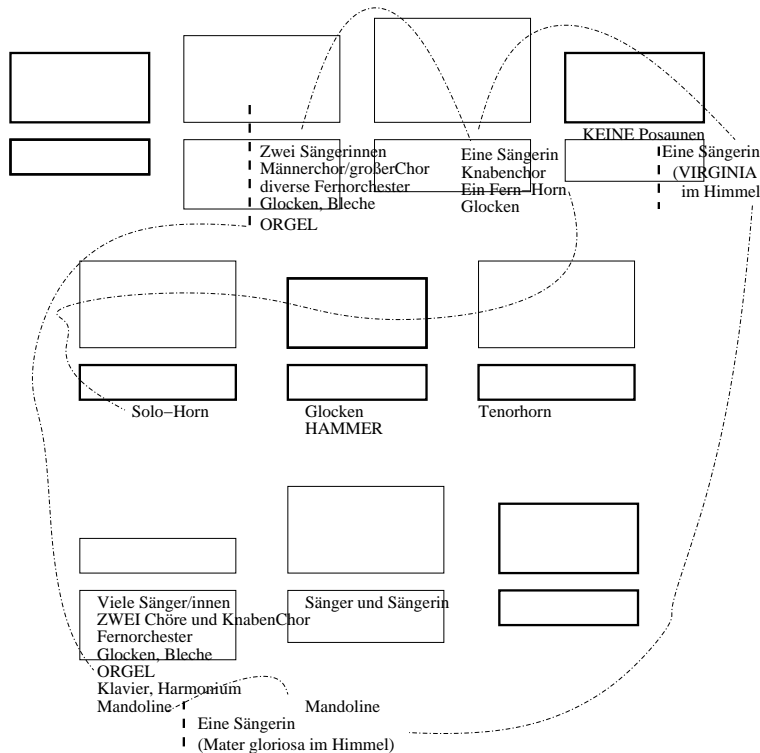 KEINE Posaunen
Zwei Sängerinnen
Männerchor/großerChor
diverse Fernorchester
Glocken, Bleche
ORGEL
Eine Sängerin
Knabenchor
Ein Fern−Horn
Glocken
Eine Sängerin
(VIRGINIA
im Himmel
Solo−Horn
Glocken
HAMMER
Tenorhorn
Viele Sänger/innen
ZWEI Chöre und KnabenChor
Fernorchester
Glocken, Bleche
ORGEL
Klavier, Harmonium
Mandoline
Sänger und Sängerin
Mandoline
Eine Sängerin
(Mater gloriosa im Himmel)